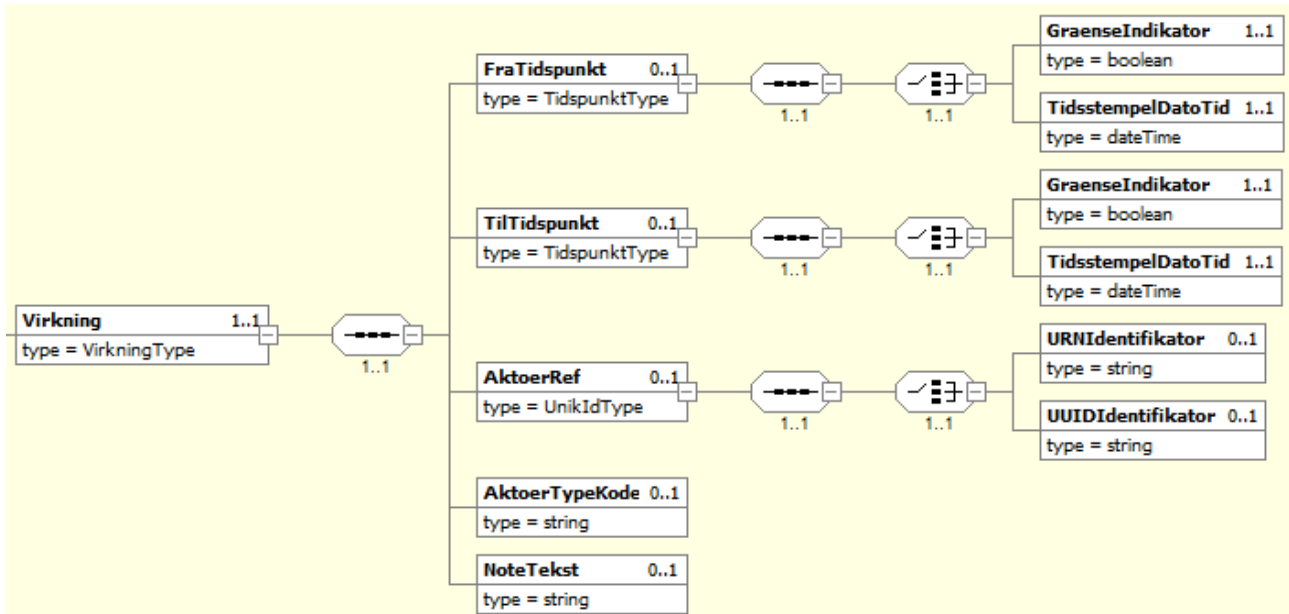 GraenseIndikator 1..1
type = boolean
FraTidspunkt 0..1
type = TidspunktType
1..1
1..1
TidsstempelDatoTid 1..1
type = dateTime
GraenseIndikator 1..1
type = boolean
TilTidspunkt 0..1
type = TidspunktType
1..1
1..1
TidsstempelDatoTid 1..1
type = dateTime
Virkning 1..1
type = VirkningType
1..1
URNIdentifikator 0..1
type = string
AktoerRef 0..1
type = UnikIdType
1..1
1..1
UUIDIdentifikator 0..1
type = string
AktoerTypeKode 0..1
type = string
NoteTekst 0..1
type = string